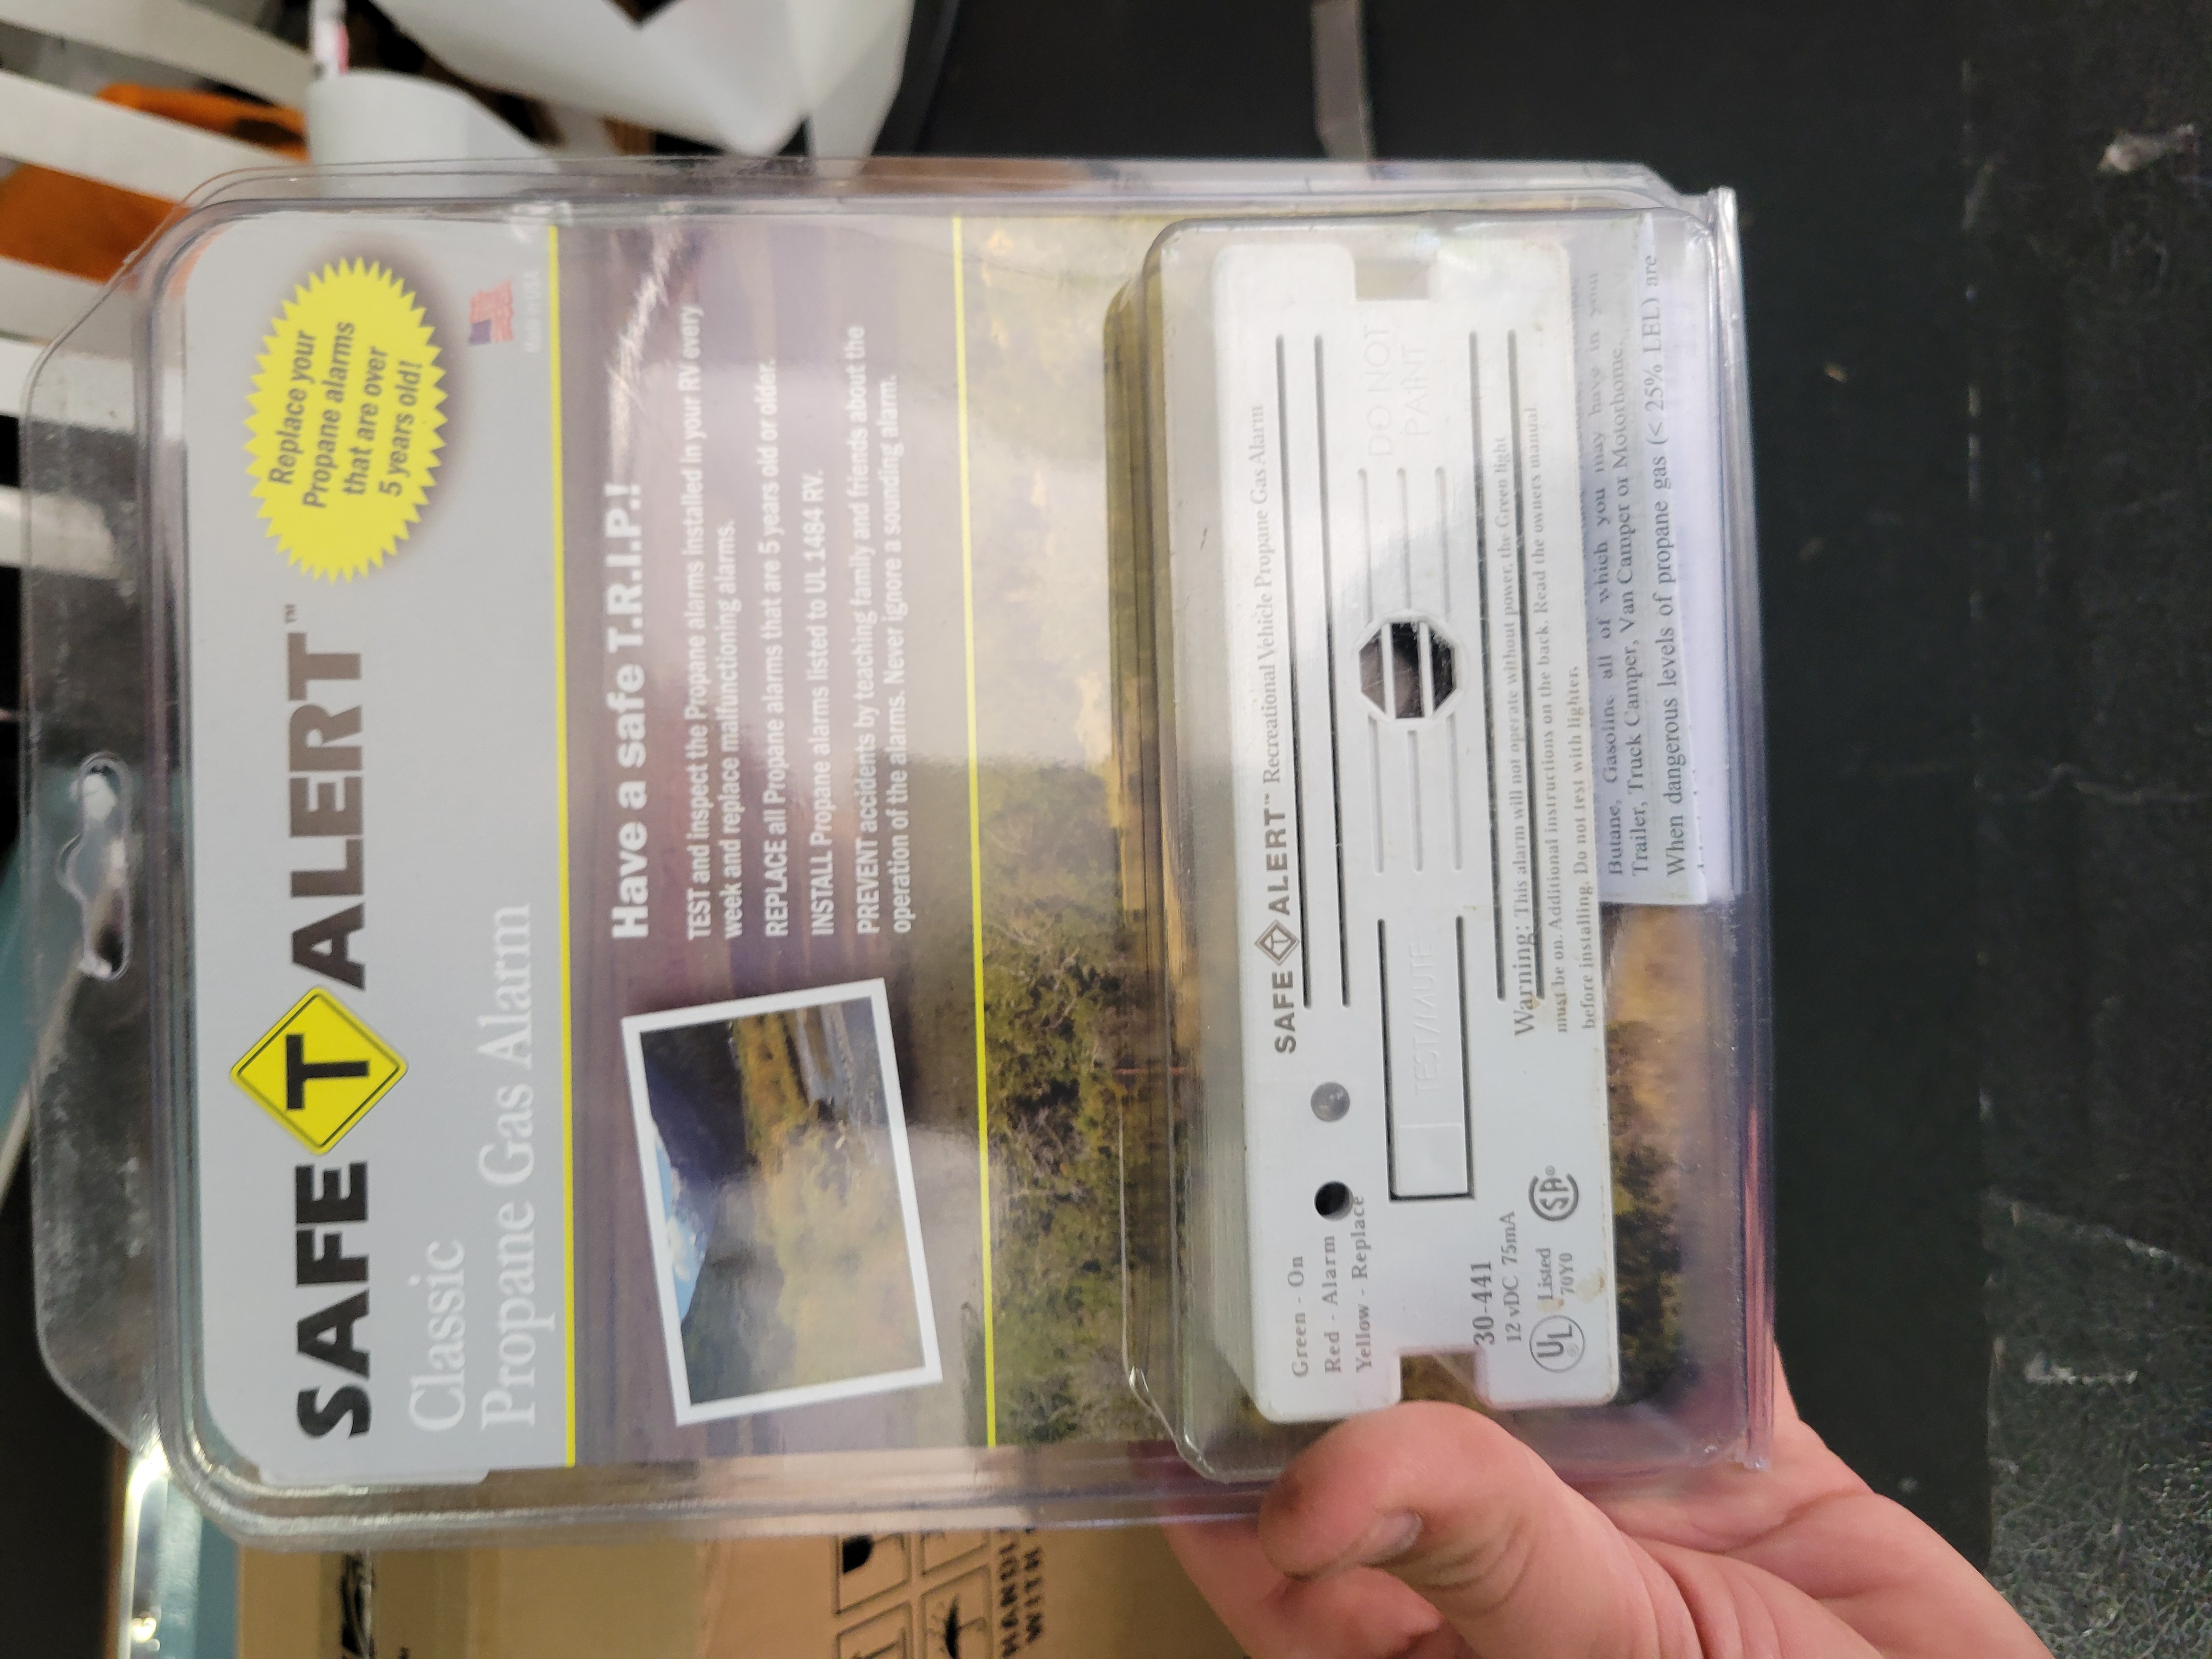 SAFE T ALERT™
Classic
Propane Gas Alarm
Replace your
Propane alarms
that are over
5 years old!
Made in USA
Have a safe T.R.I.P.!
TEST and inspect the Propane alarms installed in your RV every
week and replace malfunctioning alarms.
REPLACE all Propane alarms that are 5 years old or older.
INSTALL Propane alarms listed to UL 1484 RV.
PREVENT accidents by teaching family and friends about the
operation of the alarms. Never ignore a sounding alarm.
SAFE T ALERT™ Recreational Vehicle Propane Gas Alarm
Green - On
Red - Alarm
Yellow - Replace
TEST/MUTE
DO NOT
PAINT
30-441
12 vDC 75mA
UL® Listed
70Y0
SA®
Warning: This alarm will not operate without power, the Green light
must be on. Additional instructions on the back. Read the owners manual
before installing. Do not test with lighter.
Butane, Gasoline all of which you may have in your
Trailer, Truck Camper, Van Camper or Motorhome.
When dangerous levels of propane gas (< 25% LEL) are
WITH